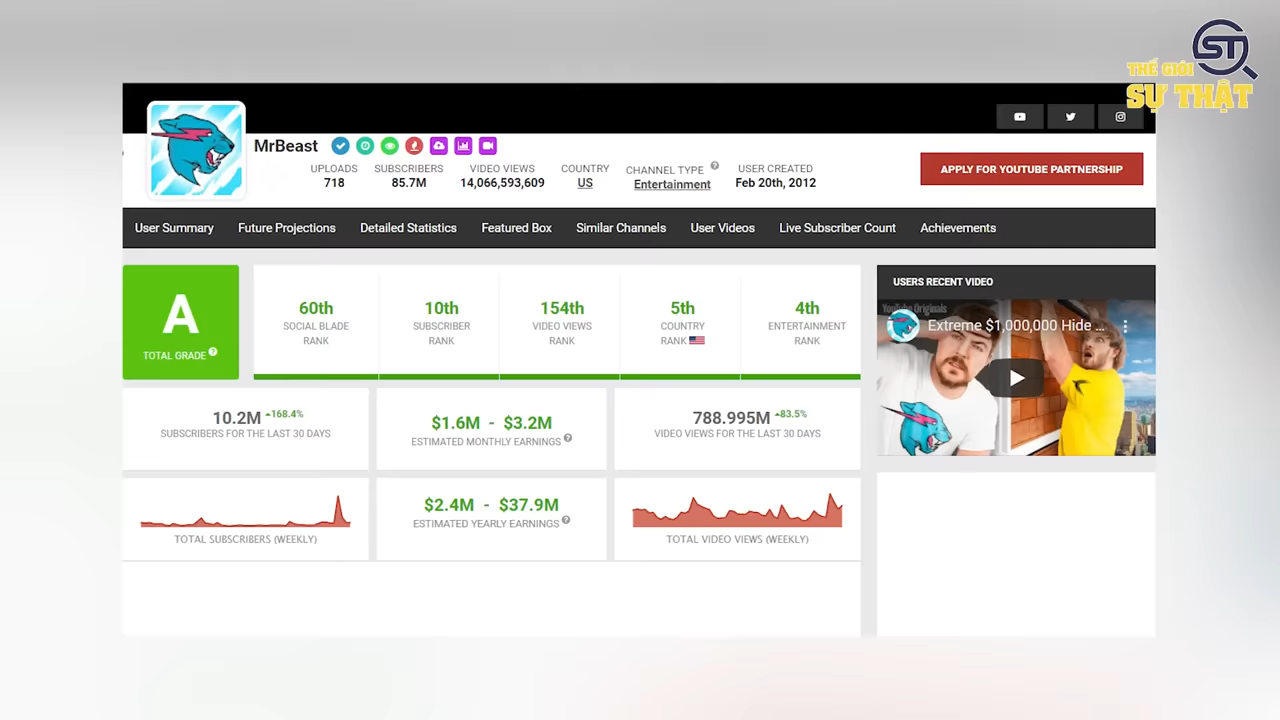 ST
THẾ GIỚI
SỰ THẬT
MrBeast
UPLOADS
718
SUBSCRIBERS
85.7M
VIDEO VIEWS
14,066,593,609
COUNTRY
US
CHANNEL TYPE ?
Entertainment
USER CREATED
Feb 20th, 2012
APPLY FOR YOUTUBE PARTNERSHIP
User Summary Future Projections Detailed Statistics Featured Box Similar Channels User Videos Live Subscriber Count Achievements
A
TOTAL GRADE ?
60th
SOCIAL BLADE
RANK
10th
SUBSCRIBER
RANK
154th
VIDEO VIEWS
RANK
5th
COUNTRY
RANK
4th
ENTERTAINMENT
RANK
USERS RECENT VIDEO
YouTube Originals
Extreme $1,000,000 Hide ...
10.2M 168.4%
SUBSCRIBERS FOR THE LAST 30 DAYS
$1.6M - $3.2M
ESTIMATED MONTHLY EARNINGS ?
788.995M 83.5%
VIDEO VIEWS FOR THE LAST 30 DAYS
TOTAL SUBSCRIBERS (WEEKLY)
$2.4M - $37.9M
ESTIMATED YEARLY EARNINGS ?
TOTAL VIDEO VIEWS (WEEKLY)